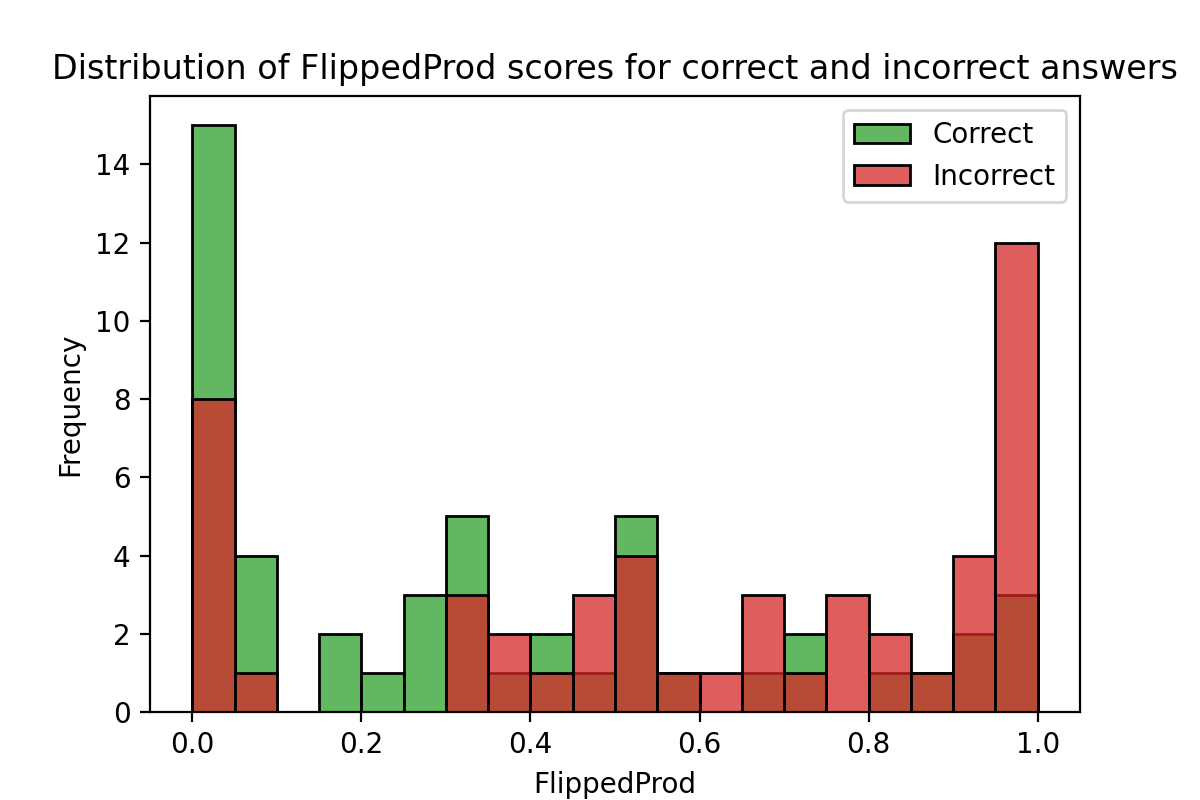 Distribution of FlippedProd scores for correct and incorrect answers
Correct
Incorrect
14
12
10
8
6
4
2
0
Frequency
0.0 0.2 0.4 0.6 0.8 1.0
FlippedProd